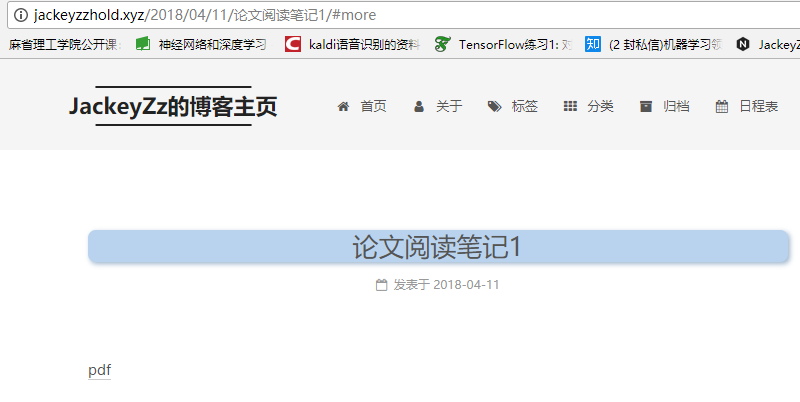 jackeyzzhold.xyz/2018/04/11/论文阅读笔记1/#more
麻省理工学院公开课: 神经网络和深度学习 kaldi语音识别的资料 TensorFlow练习1: 对 (2 封私信)机器学习领 JackeyZ
JackeyZz的博客主页 首页 关于 标签 分类 归档 日程表
论文阅读笔记1
发表于 2018-04-11
pdf